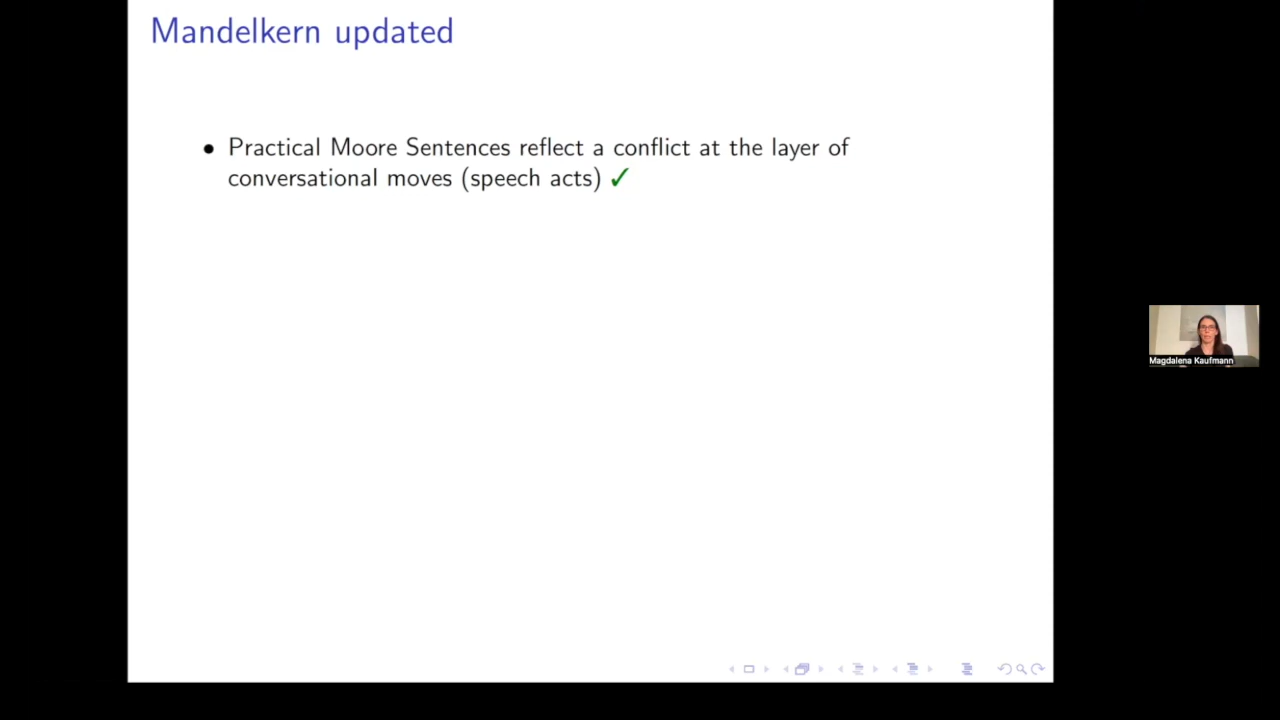 Mandelkern updated
• Practical Moore Sentences reflect a conflict at the layer of
conversational moves (speech acts) ✓
Magdalena Kaufmann